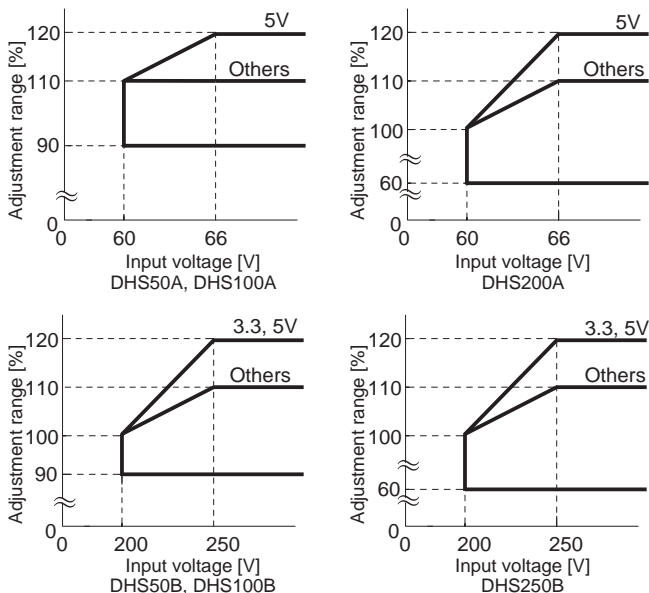 Adjustment range [%]
5V
120
Others
110
90
0
0
60
66
Input voltage [V]
DHS50A, DHS100A
Adjustment range [%]
5V
120
Others
110
100
60
0
0
60
66
Input voltage [V]
DHS200A
Adjustment range [%]
3.3, 5V
120
Others
110
100
90
0
0
200
250
Input voltage [V]
DHS50B, DHS100B
Adjustment range [%]
3.3, 5V
120
Others
110
100
60
0
0
200
250
Input voltage [V]
DHS250B